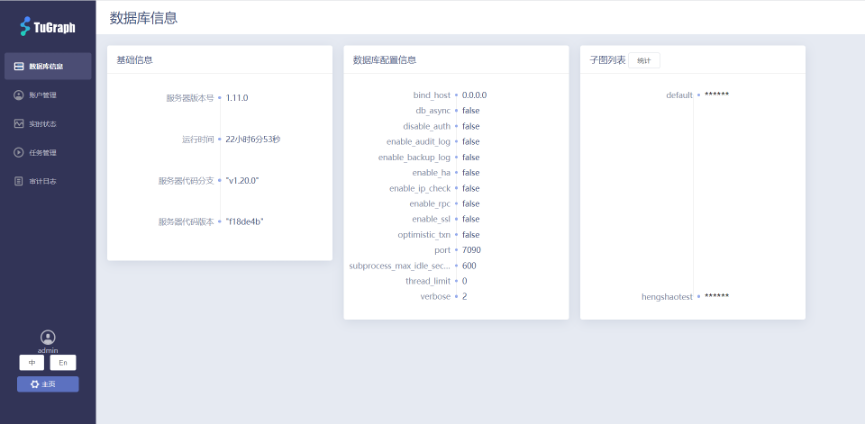 TuGraph
数据库信息
账户管理
实时状态
任务管理
审计日志
admin
中
En
主页
数据库信息
基础信息
服务器版本号 1.11.0
运行时间 22小时6分53秒
服务器代码分支 "v1.20.0"
服务器代码版本 "f18de4b"
数据库配置信息
bind_host 0.0.0.0
db_async false
disable_auth false
enable_audit_log false
enable_backup_log false
enable_ha false
enable_ip_check false
enable_rpc false
enable_ssl false
optimistic_txn false
port 7090
subprocess_max_idle_sec... 600
thread_limit 0
verbose 2
子图列表 统计
default ******
hengshaotest ******